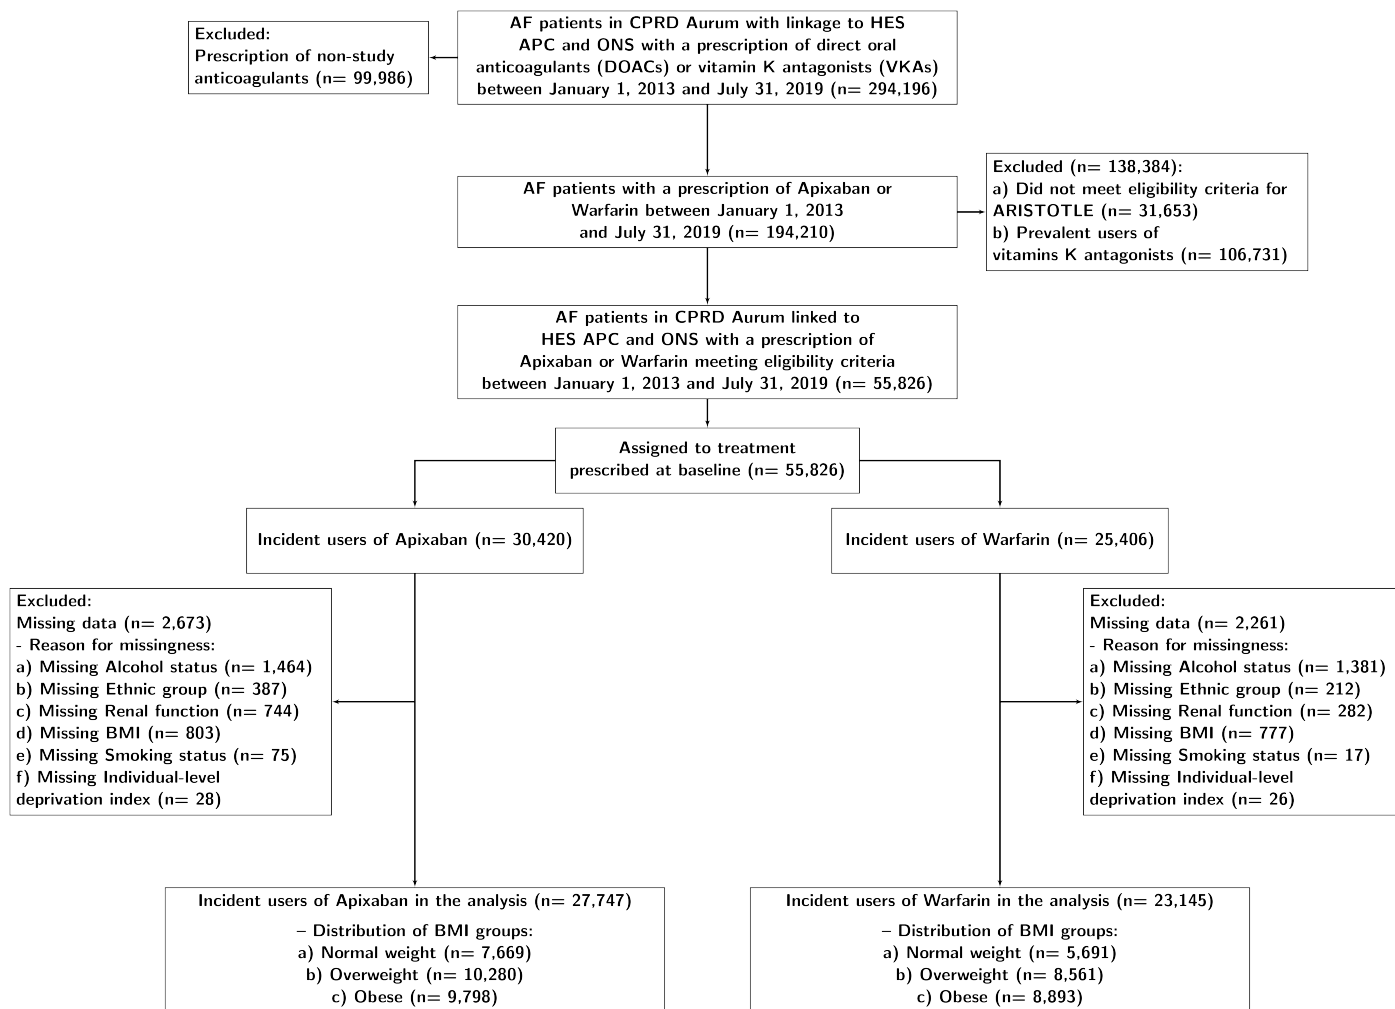 Excluded:
Prescription of non-study
anticoagulants (n= 99,986)
AF patients in CPRD Aurum with linkage to HES
APC and ONS with a prescription of direct oral
anticoagulants (DOACs) or vitamin K antagonists (VKAs)
between January 1, 2013 and July 31, 2019 (n= 294,196)
AF patients with a prescription of Apixaban or
Warfarin between January 1, 2013
and July 31, 2019 (n= 194,210)
Excluded (n= 138,384):
a) Did not meet eligibility criteria for
ARISTOTLE (n= 31,653)
b) Prevalent users of
vitamins K antagonists (n= 106,731)
AF patients in CPRD Aurum linked to
HES APC and ONS with a prescription of
Apixaban or Warfarin meeting eligibility criteria
between January 1, 2013 and July 31, 2019 (n= 55,826)
Assigned to treatment
prescribed at baseline (n= 55,826)
Incident users of Apixaban (n= 30,420)
Incident users of Warfarin (n= 25,406)
Excluded:
Missing data (n= 2,673)
- Reason for missingness:
a) Missing Alcohol status (n= 1,464)
b) Missing Ethnic group (n= 387)
c) Missing Renal function (n= 744)
d) Missing BMI (n= 803)
e) Missing Smoking status (n= 75)
f) Missing Individual-level
deprivation index (n= 28)
Excluded:
Missing data (n= 2,261)
- Reason for missingness:
a) Missing Alcohol status (n= 1,381)
b) Missing Ethnic group (n= 212)
c) Missing Renal function (n= 282)
d) Missing BMI (n= 777)
e) Missing Smoking status (n= 17)
f) Missing Individual-level
deprivation index (n= 26)
Incident users of Apixaban in the analysis (n= 27,747)
– Distribution of BMI groups:
a) Normal weight (n= 7,669)
b) Overweight (n= 10,280)
c) Obese (n= 9,798)
Incident users of Warfarin in the analysis (n= 23,145)
– Distribution of BMI groups:
a) Normal weight (n= 5,691)
b) Overweight (n= 8,561)
c) Obese (n= 8,893)